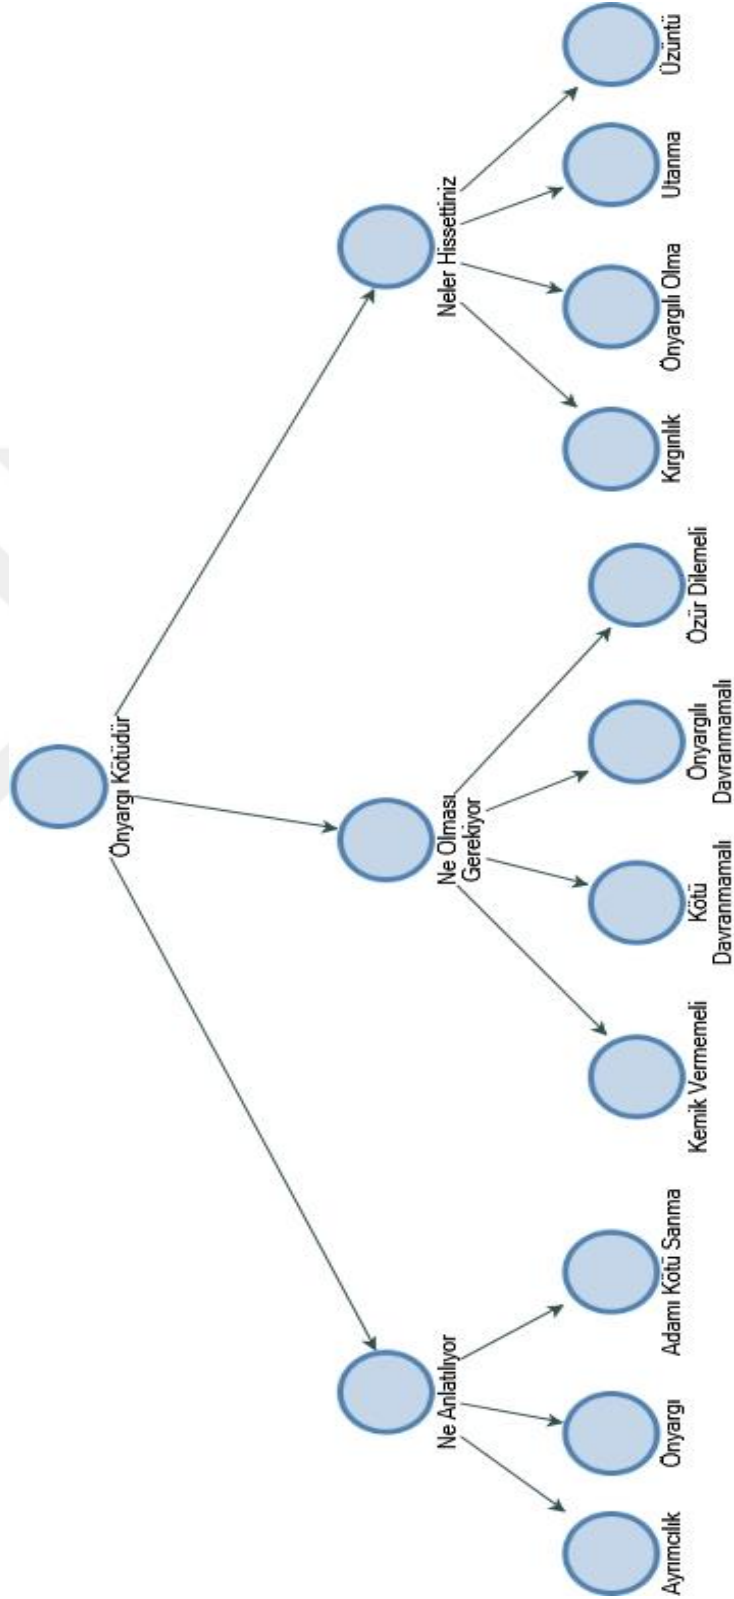 Önyargı Kötüdür
Ne Anlatılıyor
Ne Olması
Gerekiyor
Neler Hissettiniz
Ayrımcılık
Önyargı
Adamı Kötü Sanma
Kemik Vermemeli
Kötü
Davranmamalı
Önyargılı
Davranmamalı
Özür Dilemeli
Kırgınlık
Önyargılı Olma
Utanma
Üzüntü